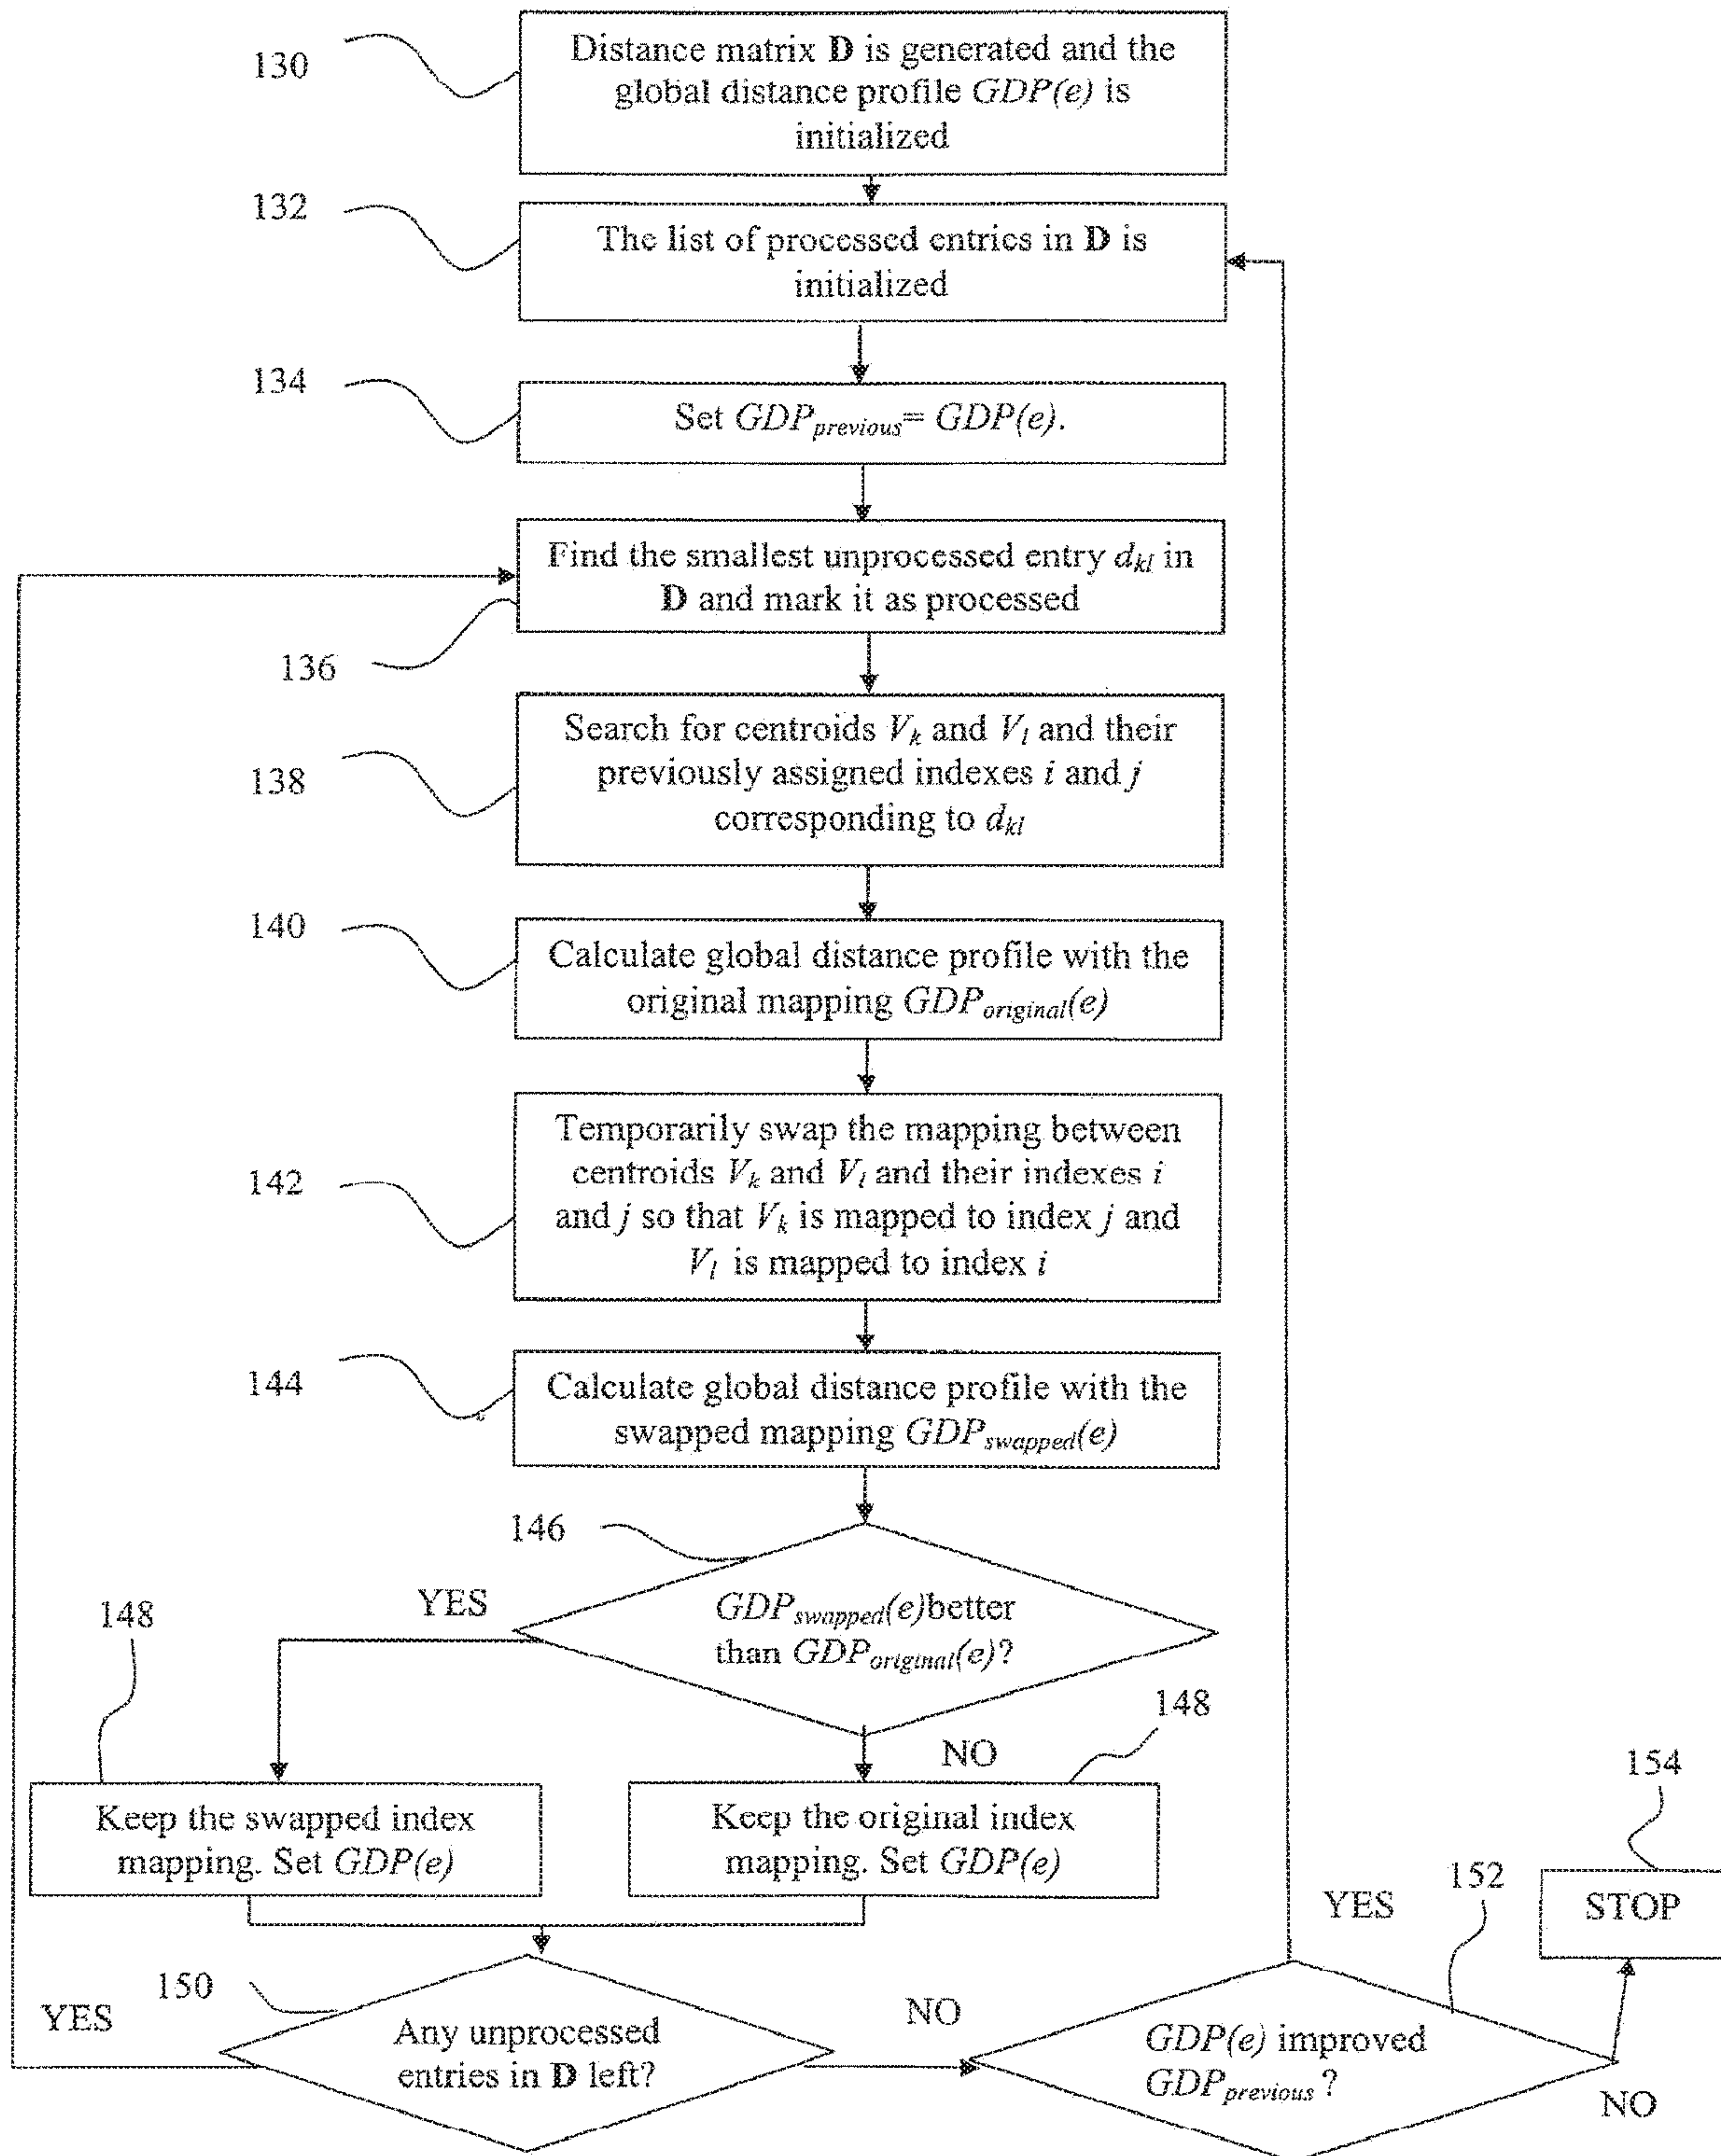 130
Distance matrix D is generated and the
global distance profile GDP(e) is
initialized
132
The list of processed entries in D is
initialized
134
Set GDPprevious= GDP(e).
Find the smallest unprocessed entry dkl in
D and mark it as processed
136
Search for centroids Vk and Vl and their
previously assigned indexes i and j
corresponding to dkl
138
140
Calculate global distance profile with the
original mapping GDPoriginal(e)
Temporarily swap the mapping between
centroids Vk and Vl and their indexes i
and j so that Vk is mapped to index j and
Vl is mapped to index i
142
144
Calculate global distance profile with the
swapped mapping GDPswapped(e)
146
YES
GDPswapped(e)better
than GDPoriginal(e)?
148
148
NO
Keep the swapped index
mapping. Set GDP(e)
Keep the original index
mapping. Set GDP(e)
154
STOP
152
YES
150
YES
Any unprocessed
entries in D left?
NO
GDP(e) improved
GDPprevious ?
NO